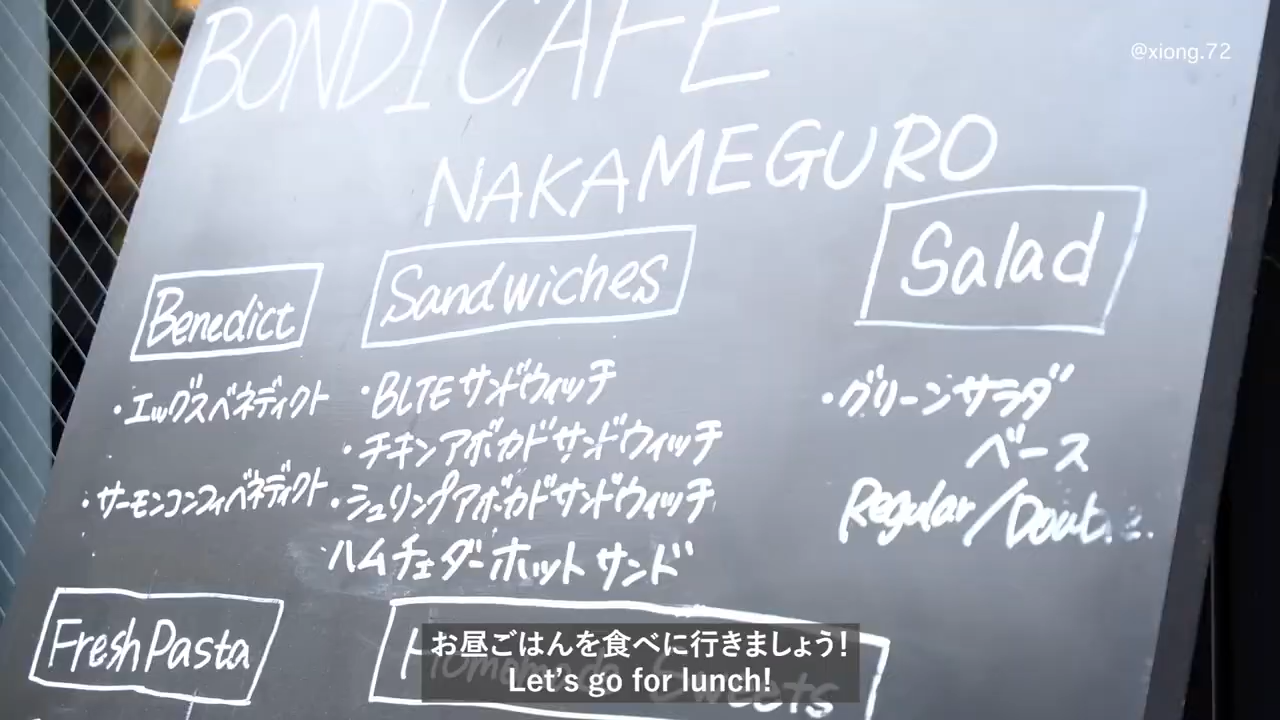 BONDI CAFE
@xiong.72
NAKAMEGURO
Benedict
・エッグスベネディクト
・サーモンコンフィベネディクト
Sandwiches
・BLTEサンドウィッチ
・チキンアボカドサンドウィッチ
・シュリンプアボカドサンドウィッチ
・ハムチェダーホットサンド
Salad
・グリーンサラダ
ベース
Regular/Double
Fresh Pasta
Homemade Sweets
お昼ごはんを食べに行きましょう!
Let's go for lunch!